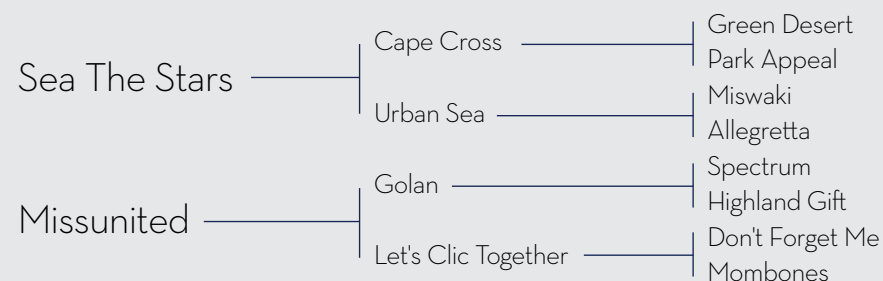 Green Desert
Cape Cross
Park Appeal
Sea The Stars
Miswaki
Urban Sea
Allegretta
Spectrum
Golan
Highland Gift
Missunited
Don't Forget Me
Let's Clic Together
Mombones